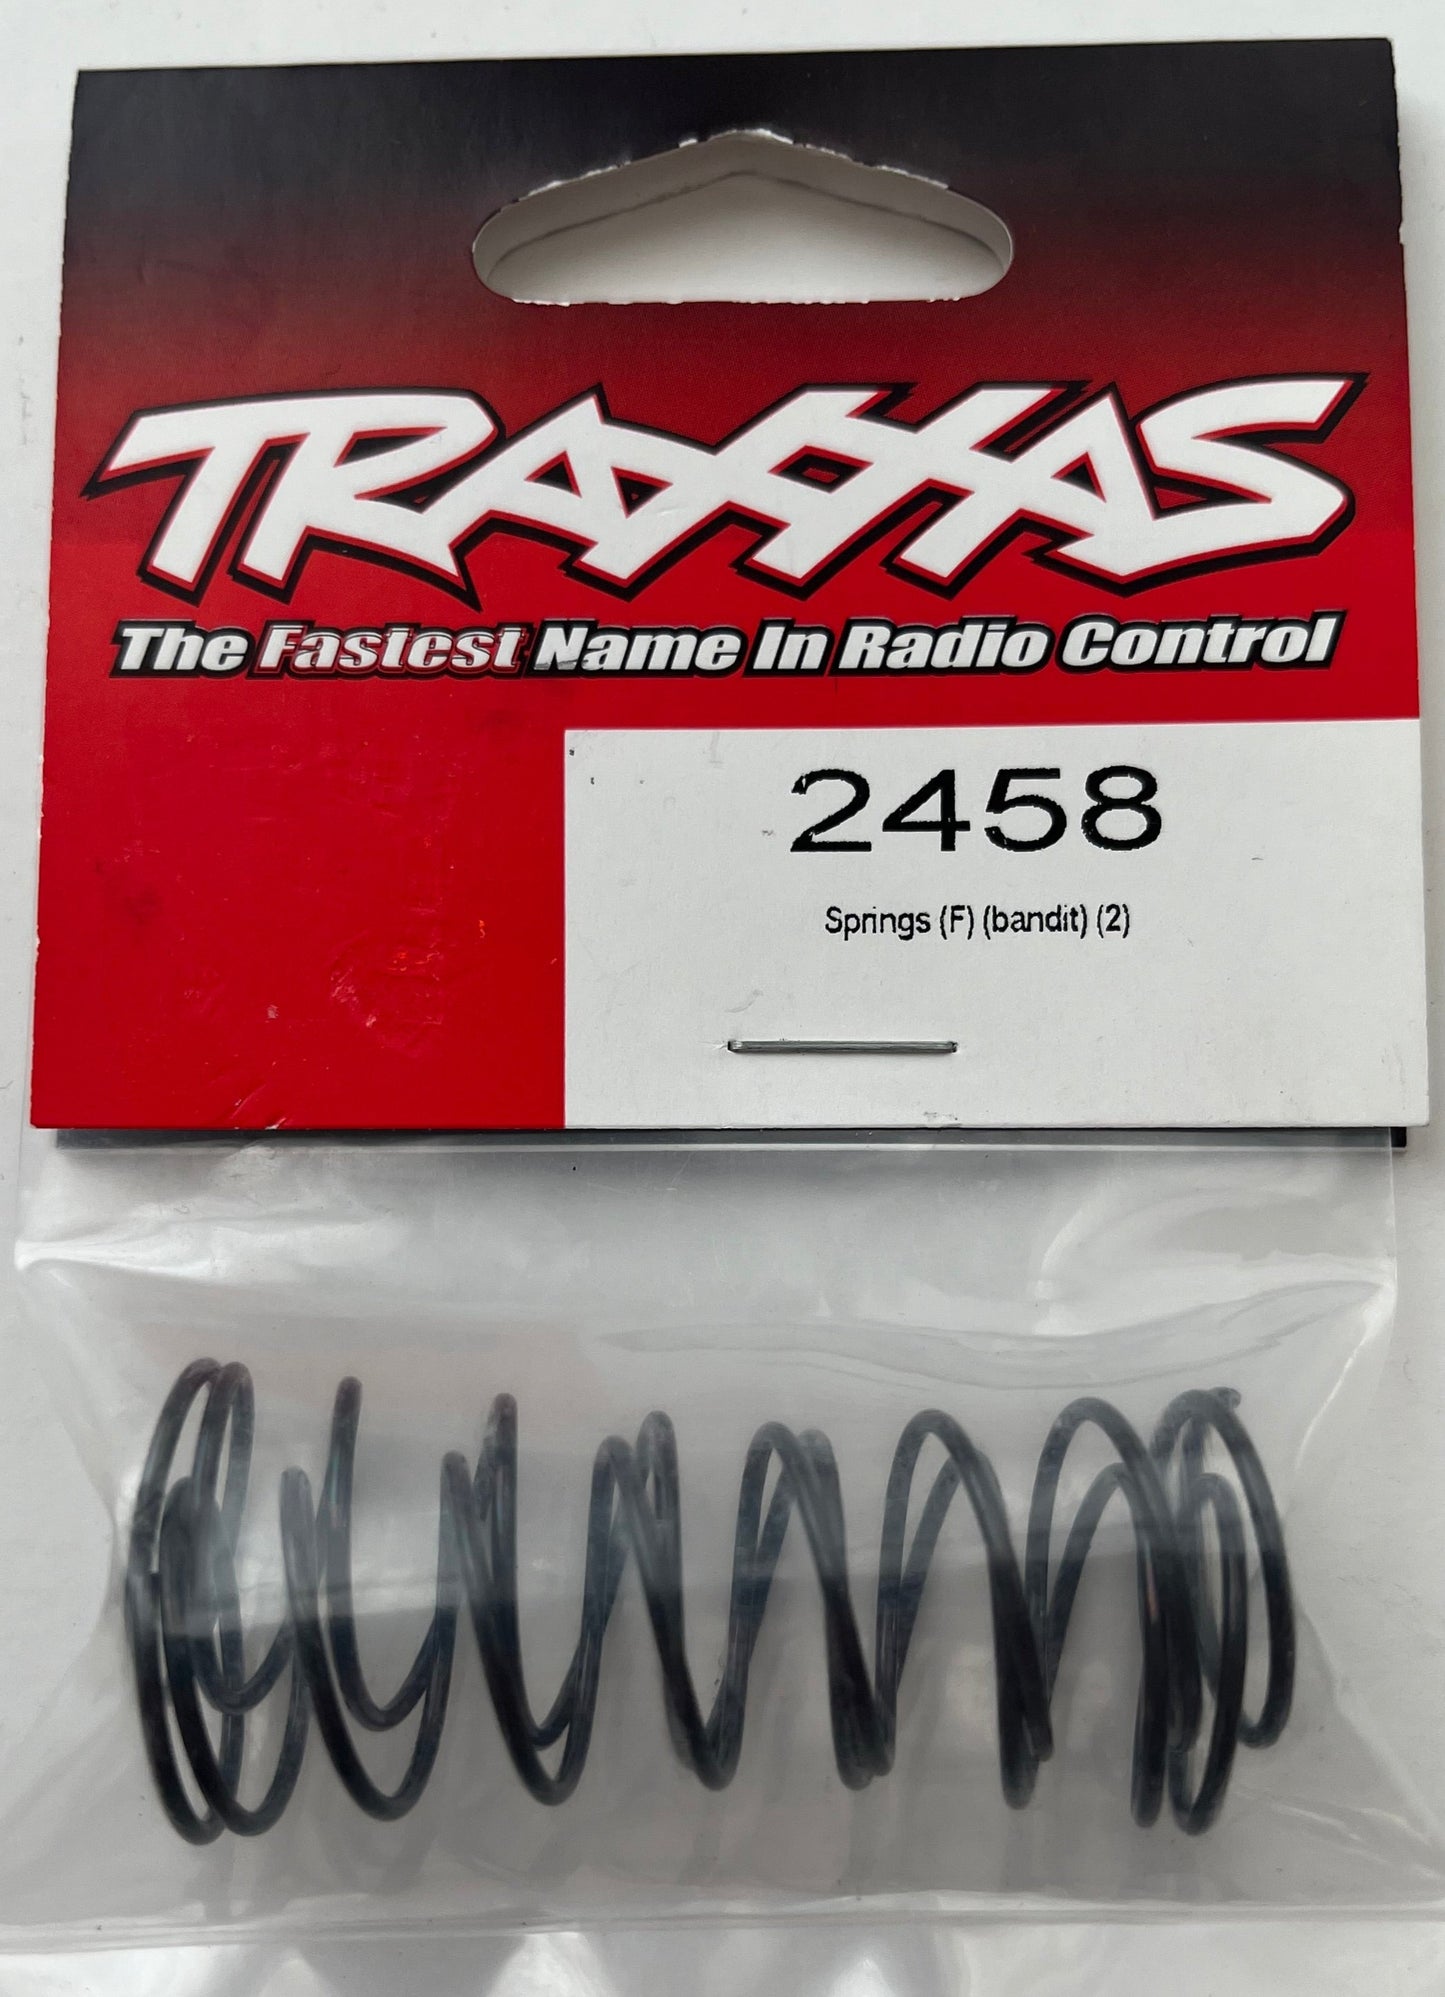 TRAXXAS
The Fastest Name In Radio Control
2458
Springs (F) (bandit) (2)